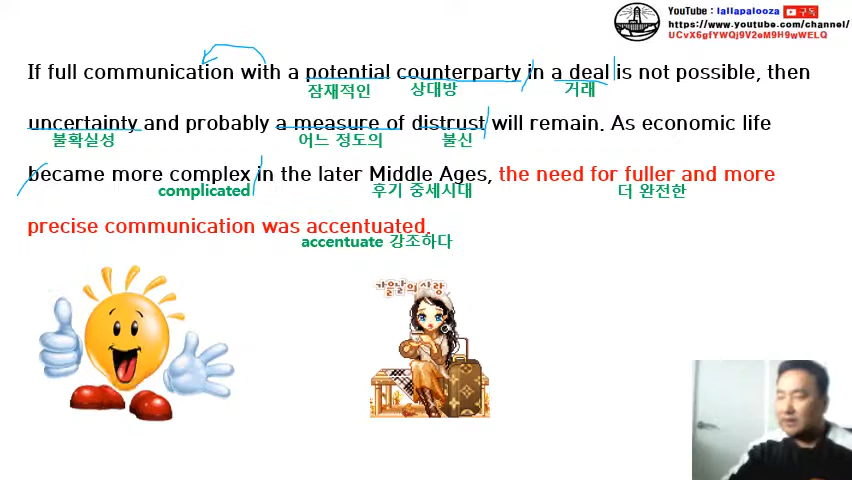 YouTube : lallapalooza 구독
https://www.youtube.com/channel/
UCvX6gfYWQj9V2eM9H9wWELQ
If full communication with a potential counterparty in a deal is not possible, then
잠재적인 상대방 거래
uncertainty and probably a measure of distrust will remain. As economic life
불확실성 어느 정도의 불신
became more complex in the later Middle Ages, the need for fuller and more
complicated 후기 중세시대 더 완전한
precise communication was accentuated.
accentuate 강조하다
가을날의 사랑